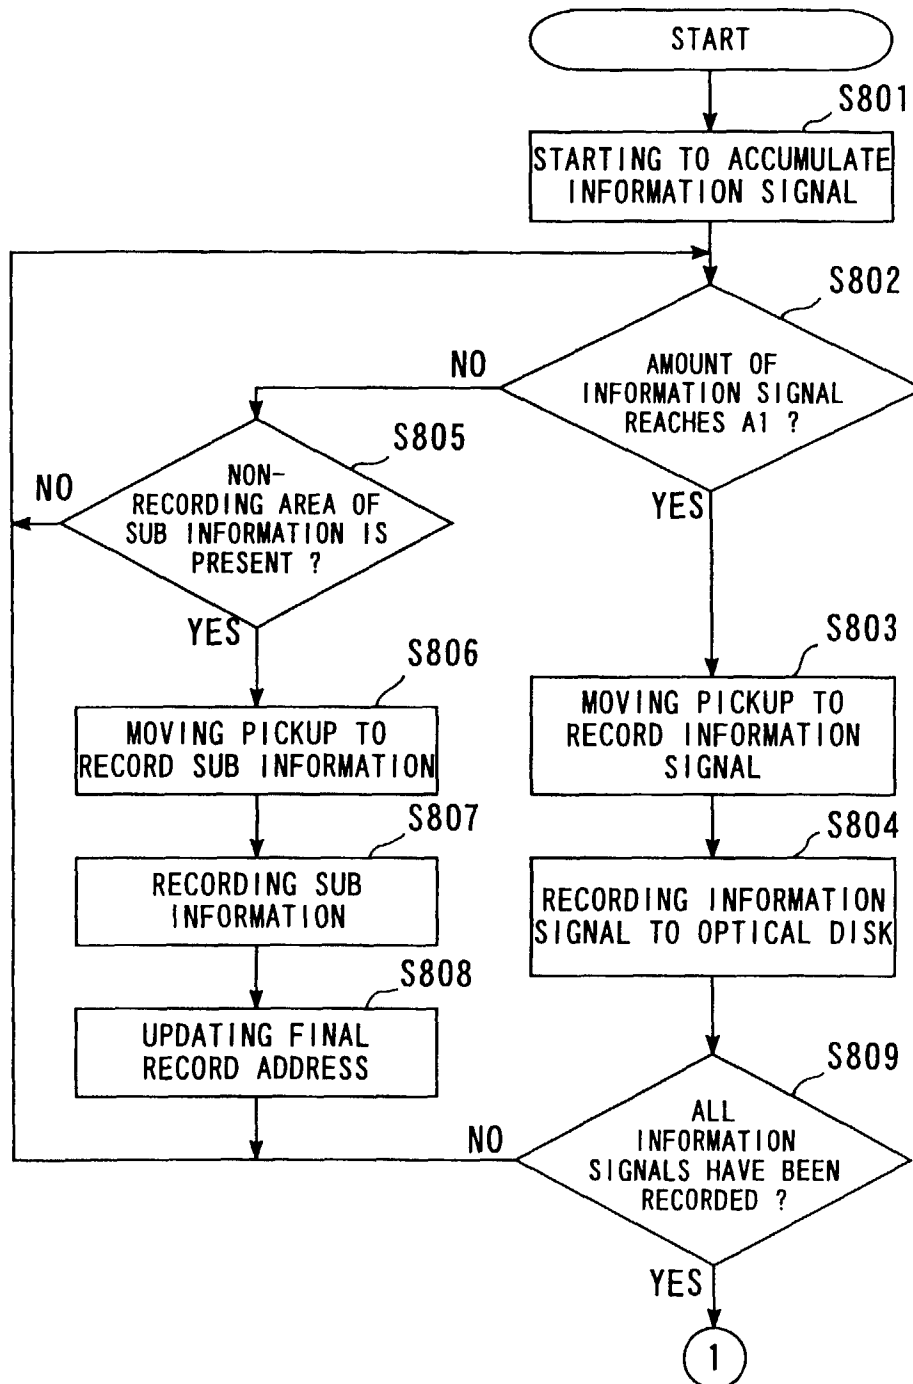 START
S801
STARTING TO ACCUMULATE
INFORMATION SIGNAL
S802
AMOUNT OF
INFORMATION SIGNAL
REACHES A1 ?
NO
YES
S805
NON-
RECORDING AREA OF
SUB INFORMATION IS
PRESENT ?
NO
YES
S806
MOVING PICKUP TO
RECORD SUB INFORMATION
S803
MOVING PICKUP TO
RECORD INFORMATION
SIGNAL
S807
RECORDING SUB
INFORMATION
S804
RECORDING INFORMATION
SIGNAL TO OPTICAL DISK
S808
UPDATING FINAL
RECORD ADDRESS
S809
ALL
INFORMATION
SIGNALS HAVE BEEN
RECORDED ?
NO
YES
1